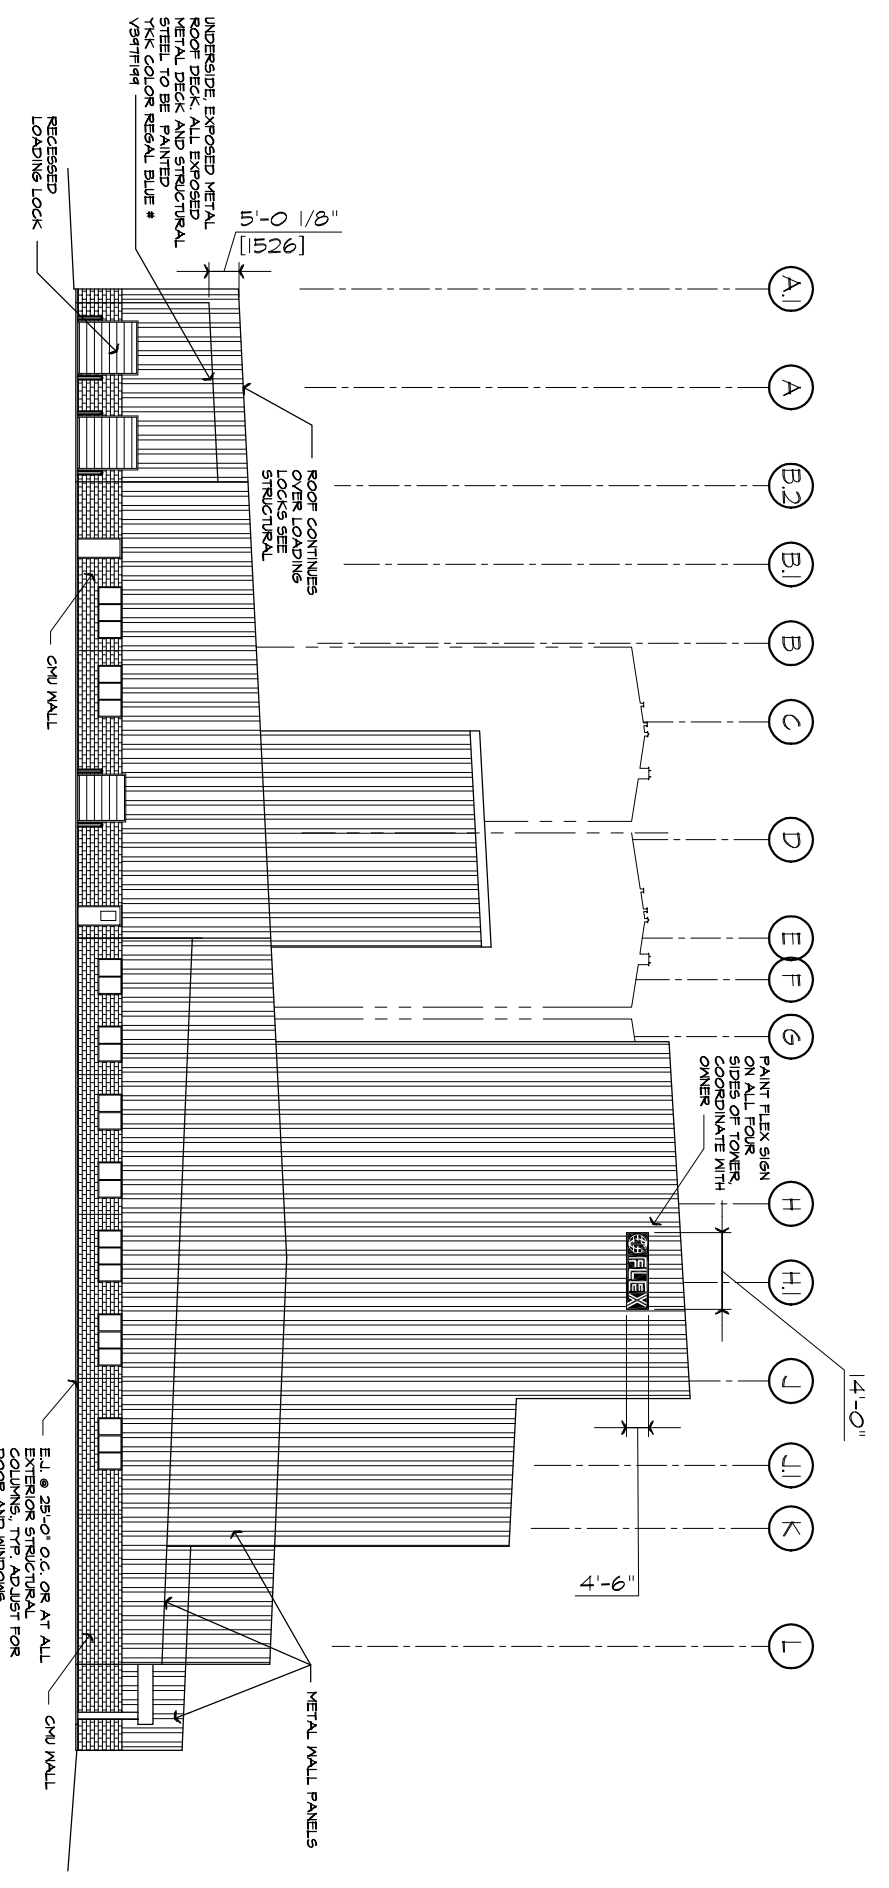 A.1
A
B.2
B.1
B
C
D
E
F
G
H
H.1
J
J.1
K
L
14'-0"
PAINT FLEX SIGN
ON ALL FOUR
SIDES OF TOWER,
COORDINATE WITH
OWNER
FLEX
4'-6"
5'-0 1/8"
[1526]
ROOF CONTINUES
OVER LOADING
LOCKS SEE
STRUCTURAL
UNDERSIDE, EXPOSED METAL
ROOF DECK. ALL EXPOSED
METAL DECK AND STRUCTURAL
STEEL TO BE PAINTED
YKK COLOR REGAL BLUE #
V397F199
RECESSED
LOADING LOCK
CMU WALL
METAL WALL PANELS
CMU WALL
E.J. @ 25'-0" O.C. OR AT ALL
EXTERIOR STRUCTURAL
COLUMNS, TYP. ADJUST FOR
DOOR AND WINDOWS